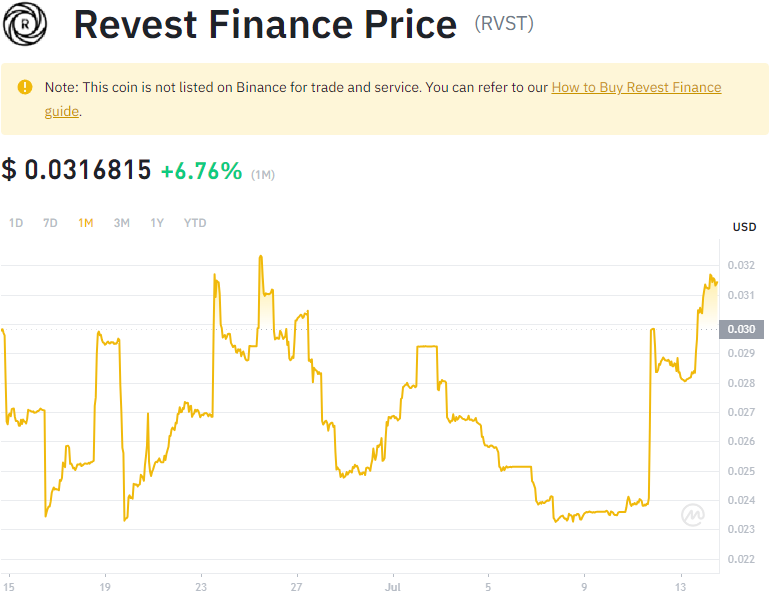 R
Revest Finance Price (RVST)
Note: This coin is not listed on Binance for trade and service. You can refer to our How to Buy Revest Finance
guide.
$ 0.0316815 +6.76% (1M)
1D 7D 1M 3M 1Y YTD
USD
0.032
0.031
0.030
0.029
0.028
0.027
0.026
0.025
0.024
0.023
0.022
15 19 23 27 Jul 5 9 13